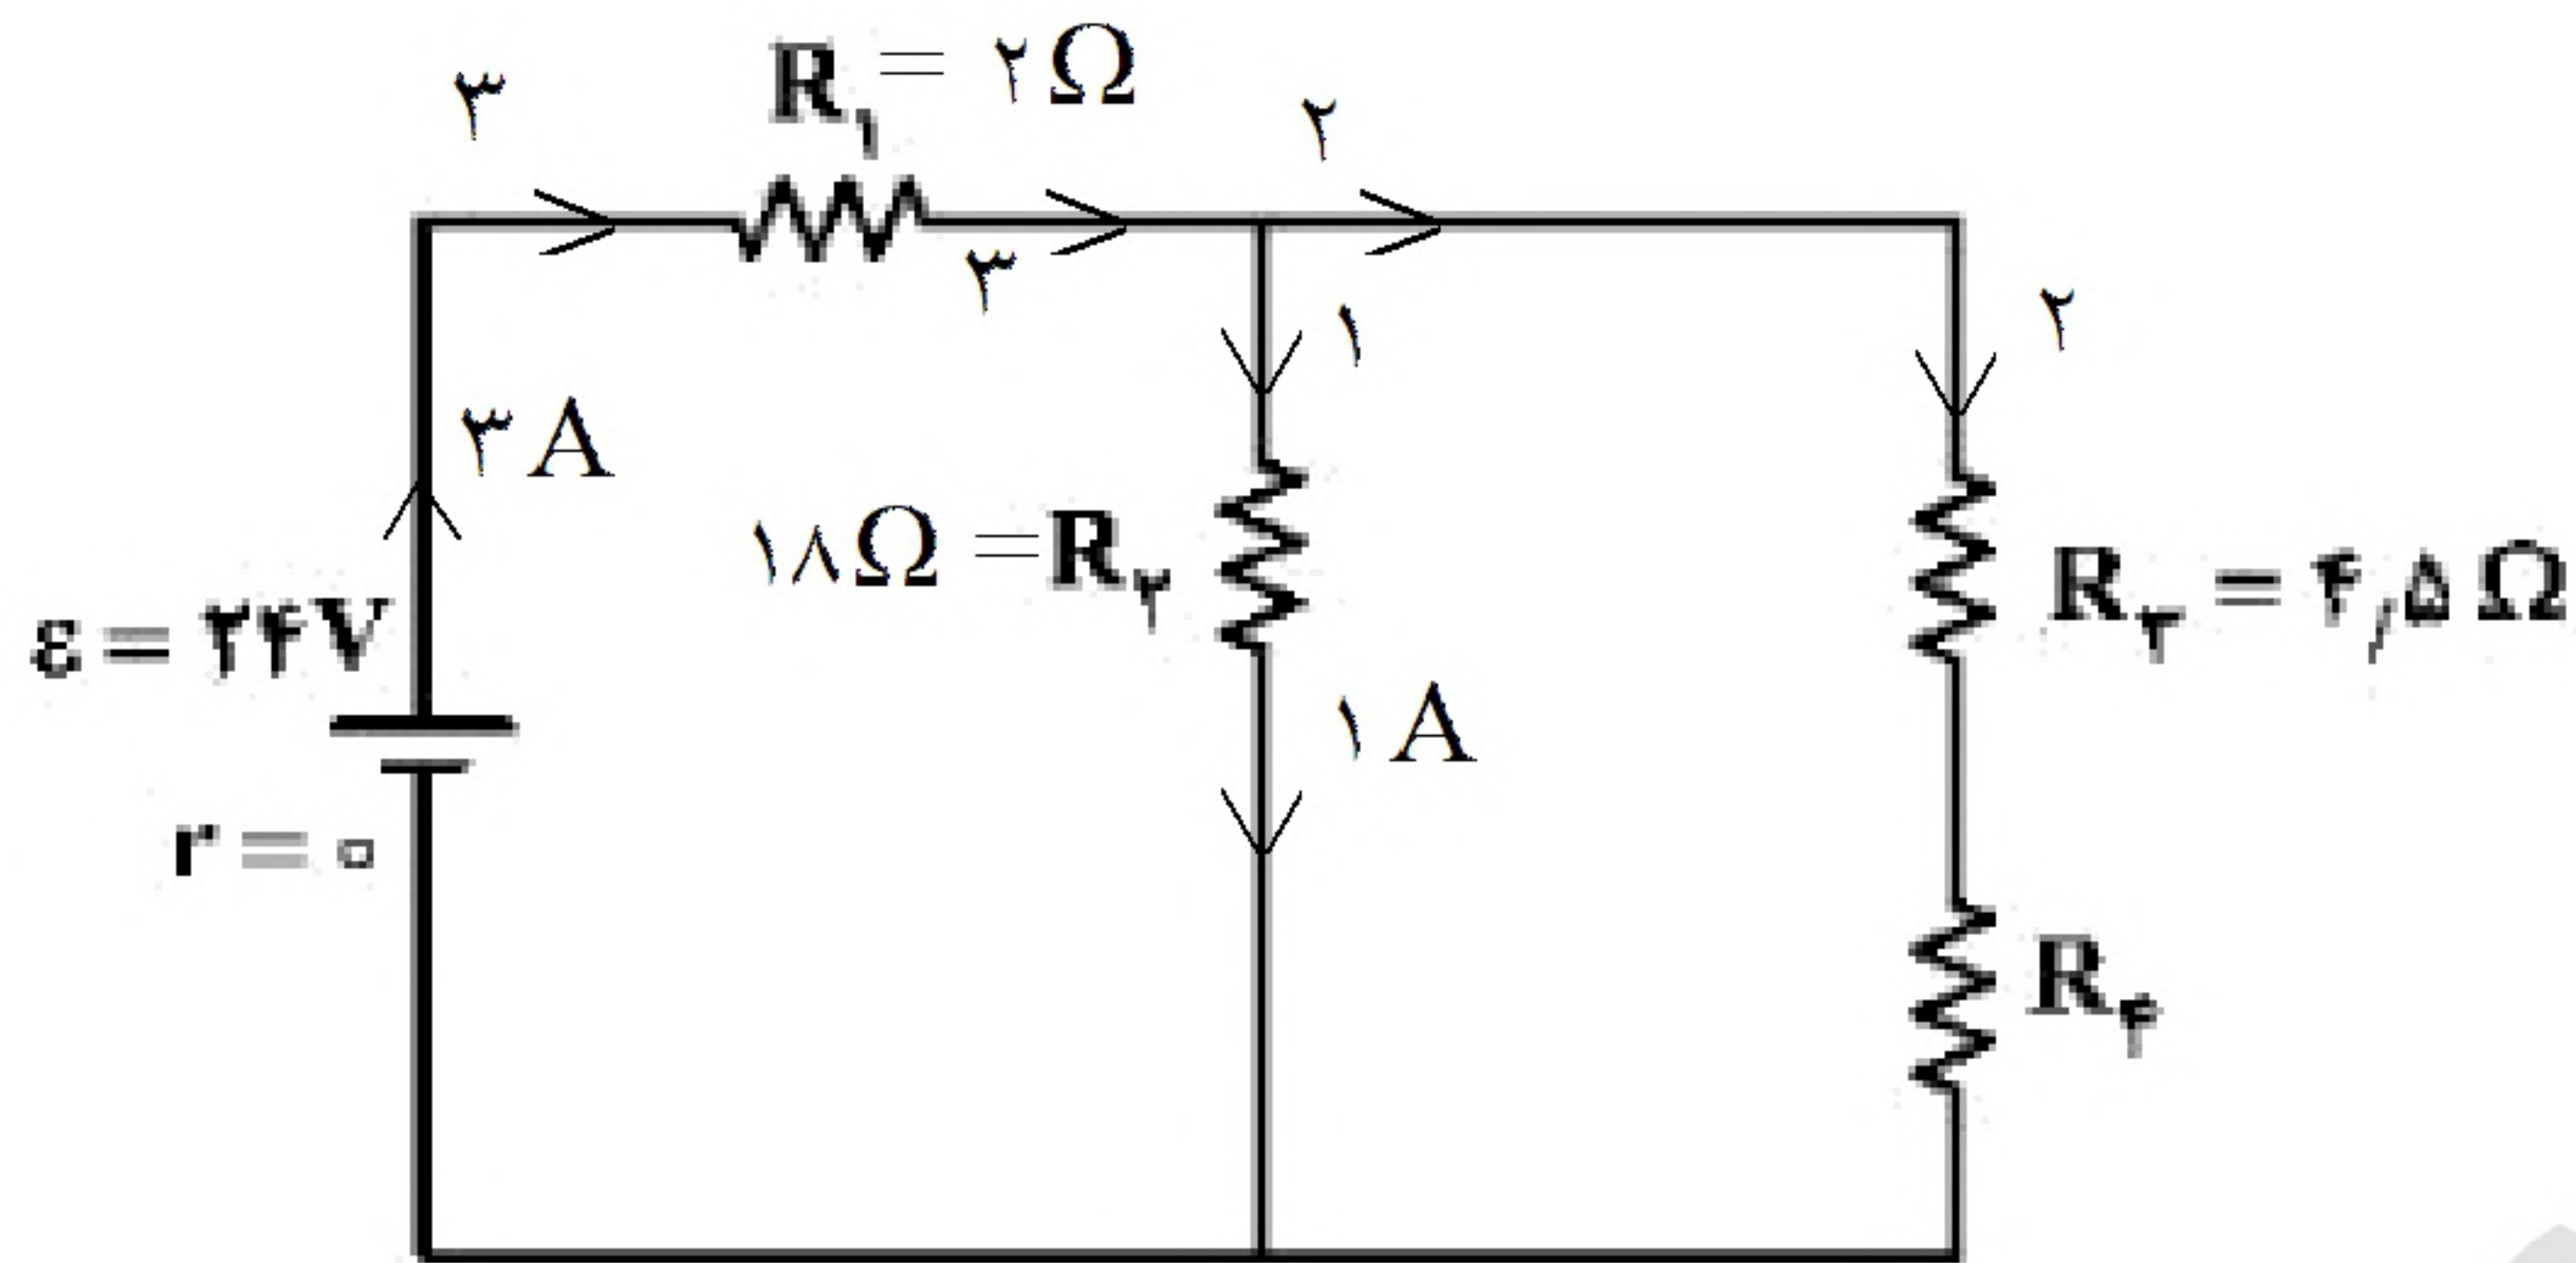 ۳
R۱ = ۲Ω
۲
۳
۱
۲
۳A
۱۸Ω =R۲
R۳ = ۴٫۵ Ω
ε = ۲۴V
۱A
r = ۰
R۴